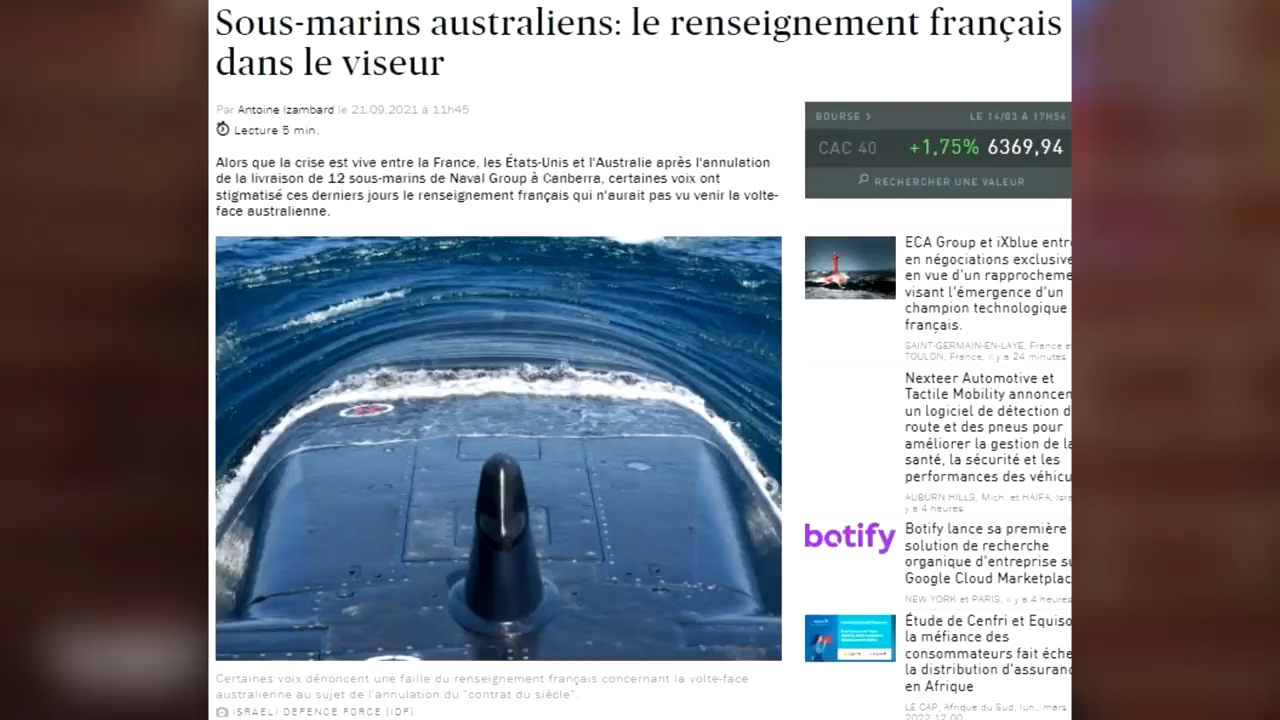 Sous-marins australiens: le renseignement français
dans le viseur
Par Antoine Izambard le 21.09.2021 à 11h45
Lecture 5 min.
Alors que la crise est vive entre la France, les États-Unis et l'Australie après l'annulation
de la livraison de 12 sous-marins de Naval Group à Canberra, certaines voix ont
stigmatisé ces derniers jours le renseignement français qui n'aurait pas vu venir la volte-
face australienne.
Certaines voix dénoncent une faille du renseignement français concernant la volte-face
australienne au sujet de l'annulation du "contrat du siècle".
ISRAELI DEFENCE FORCE (IDF)
BOURSE > LE 14/03 A 17H54
CAC 40 +1,75% 6369,94
RECHERCHER UNE VALEUR
ECA Group et iXblue entr
en négociations exclusive
en vue d'un rapprocheme
visant l'émergence d'un
champion technologique
français.
SAINT-GERMAIN-EN-LAYE, France e
TOULON, France, il y a 24 minutes
Nexteer Automotive et
Tactile Mobility annoncen
un logiciel de détection d
route et des pneus pour
améliorer la gestion de la
santé, la sécurité et les
performances des véhicu
AUBURN HILLS, Mich. et HAIFA, Isra
y a 4 heures
botify
Botify lance sa première
solution de recherche
organique d'entreprise su
Google Cloud Marketplac
NEW YORK et PARIS, il y a 4 heures
Étude de Cenfri et Equiso
la méfiance des
consommateurs fait éche
la distribution d'assuranc
en Afrique
LE CAP, Afrique du Sud, lun., mars
2022 12:00